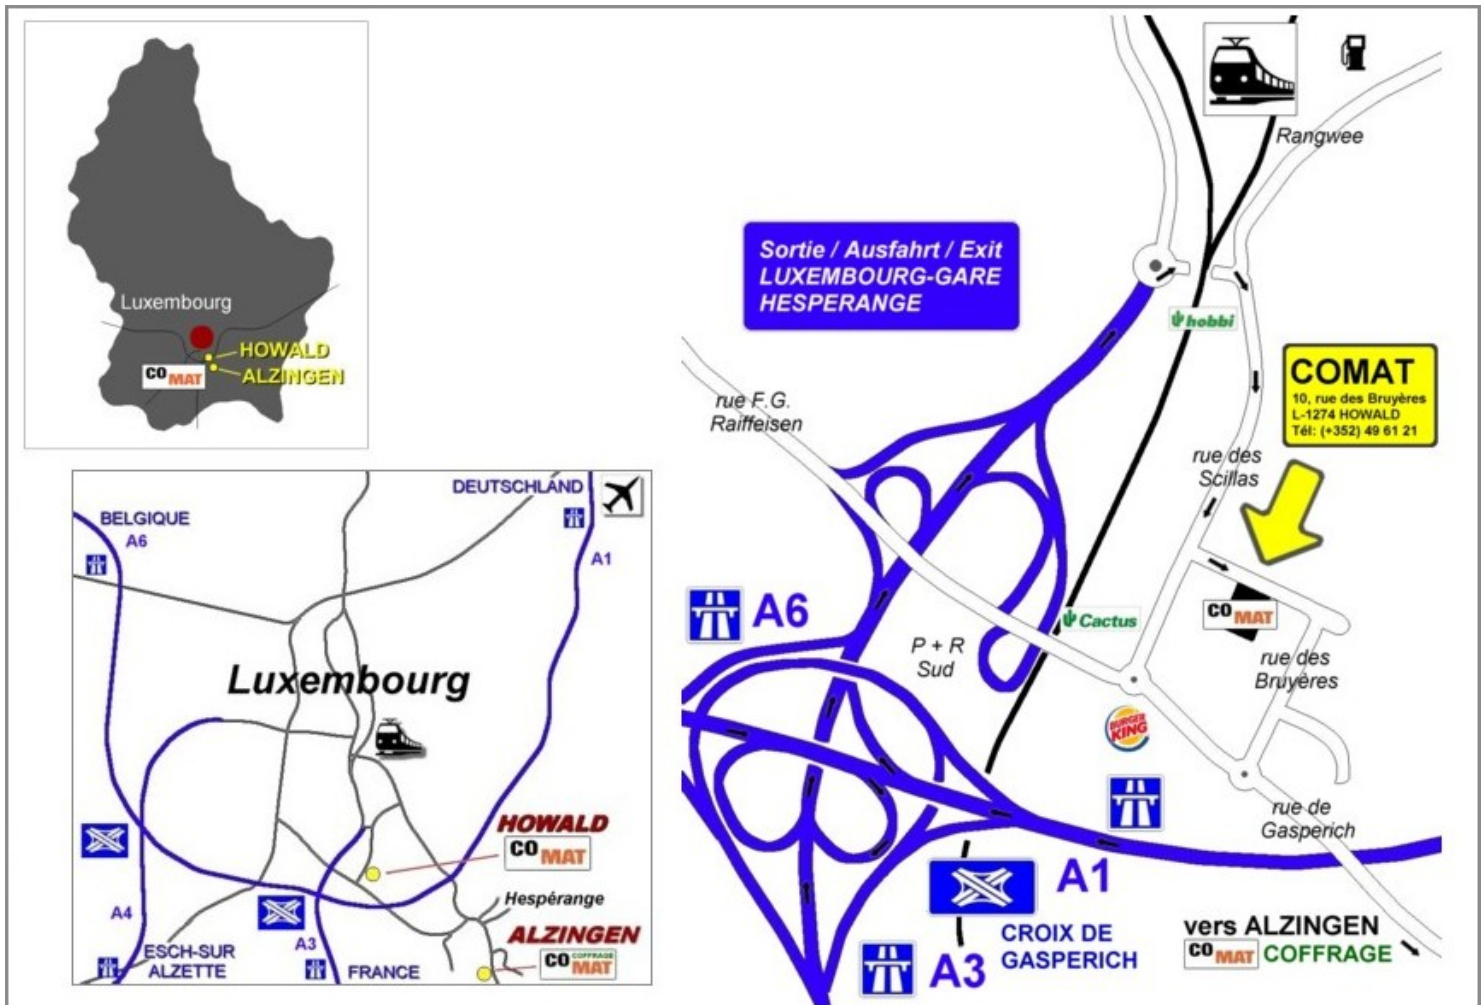 Luxembourg
HOWALD
ALZINGEN
CO MAT
BELGIQUE
A6
DEUTSCHLAND
A1
Luxembourg
HOWALD
CO MAT
Hespérange
ALZINGEN
CO COFFRAGE MAT
A4
ESCH-SUR
ALZETTE
A3
FRANCE
Rangwee
Sortie / Ausfahrt / Exit
LUXEMBOURG-GARE
HESPERANGE
hobbi
COMAT
10, rue des Bruyères
L-1274 HOWALD
Tél: (+352) 49 61 21
rue F.G.
Raiffeisen
rue des
Scillas
A6
P + R
Sud
Cactus
CO MAT
rue des
Bruyères
BURGER
KING
rue de
Gasperich
A1
CROIX DE
GASPERICH
A3
vers ALZINGEN
CO MAT COFFRAGE